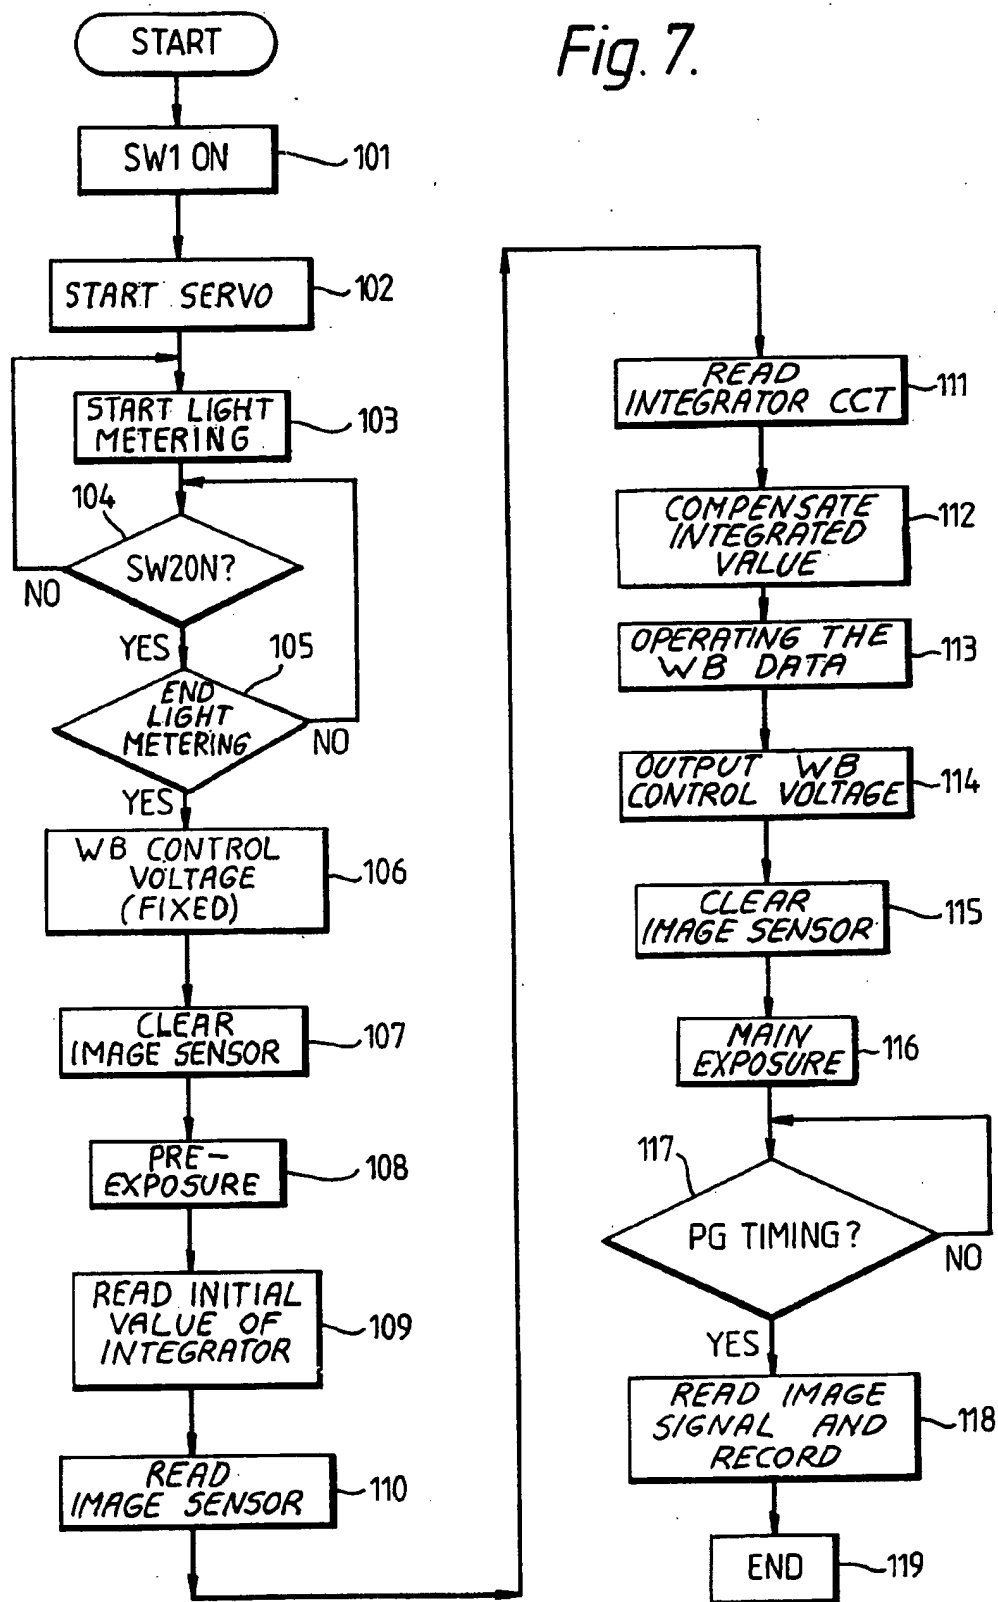 Fig. 7.
START
SW1 ON
101
START SERVO
102
START LIGHT
METERING
103
104
SW2ON?
NO
YES
105
END
LIGHT
METERING
NO
YES
WB CONTROL
VOLTAGE
(FIXED)
106
CLEAR
IMAGE SENSOR
107
PRE-
EXPOSURE
108
READ INITIAL
VALUE OF
INTEGRATOR
109
READ
IMAGE SENSOR
110
READ
INTEGRATOR CCT
111
COMPENSATE
INTEGRATED
VALUE
112
OPERATING THE
WB DATA
113
OUTPUT WB
CONTROL VOLTAGE
114
CLEAR
IMAGE SENSOR
115
MAIN
EXPOSURE
116
117
PG TIMING?
NO
YES
READ IMAGE
SIGNAL AND
RECORD
118
END
119